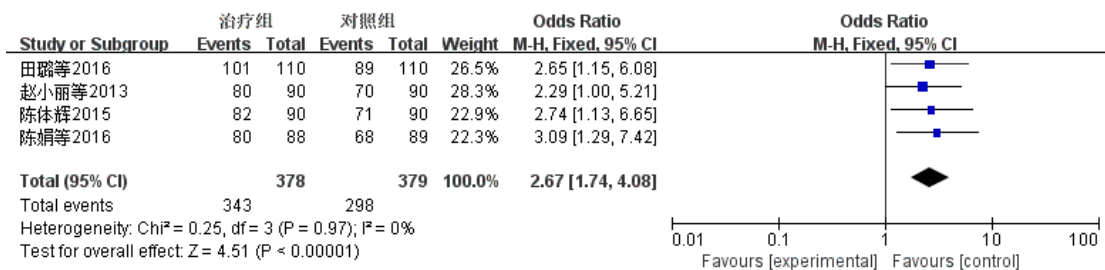 治疗组 对照组 Odds Ratio Odds Ratio
Study or Subgroup Events Total Events Total Weight M-H, Fixed, 95% CI M-H, Fixed, 95% CI
田璐等2016 101 110 89 110 26.5% 2.65 [1.15, 6.08]
赵小丽等2013 80 90 70 90 28.3% 2.29 [1.00, 5.21]
陈体辉2015 82 90 71 90 22.9% 2.74 [1.13, 6.65]
陈娟等2016 80 88 68 89 22.3% 3.09 [1.29, 7.42]
Total (95% CI) 378 379 100.0% 2.67 [1.74, 4.08]
Total events 343 298
Heterogeneity: Chi² = 0.25, df = 3 (P = 0.97); I² = 0%
Test for overall effect: Z = 4.51 (P < 0.00001)
0.01 0.1 1 10 100
Favours [experimental] Favours [control]